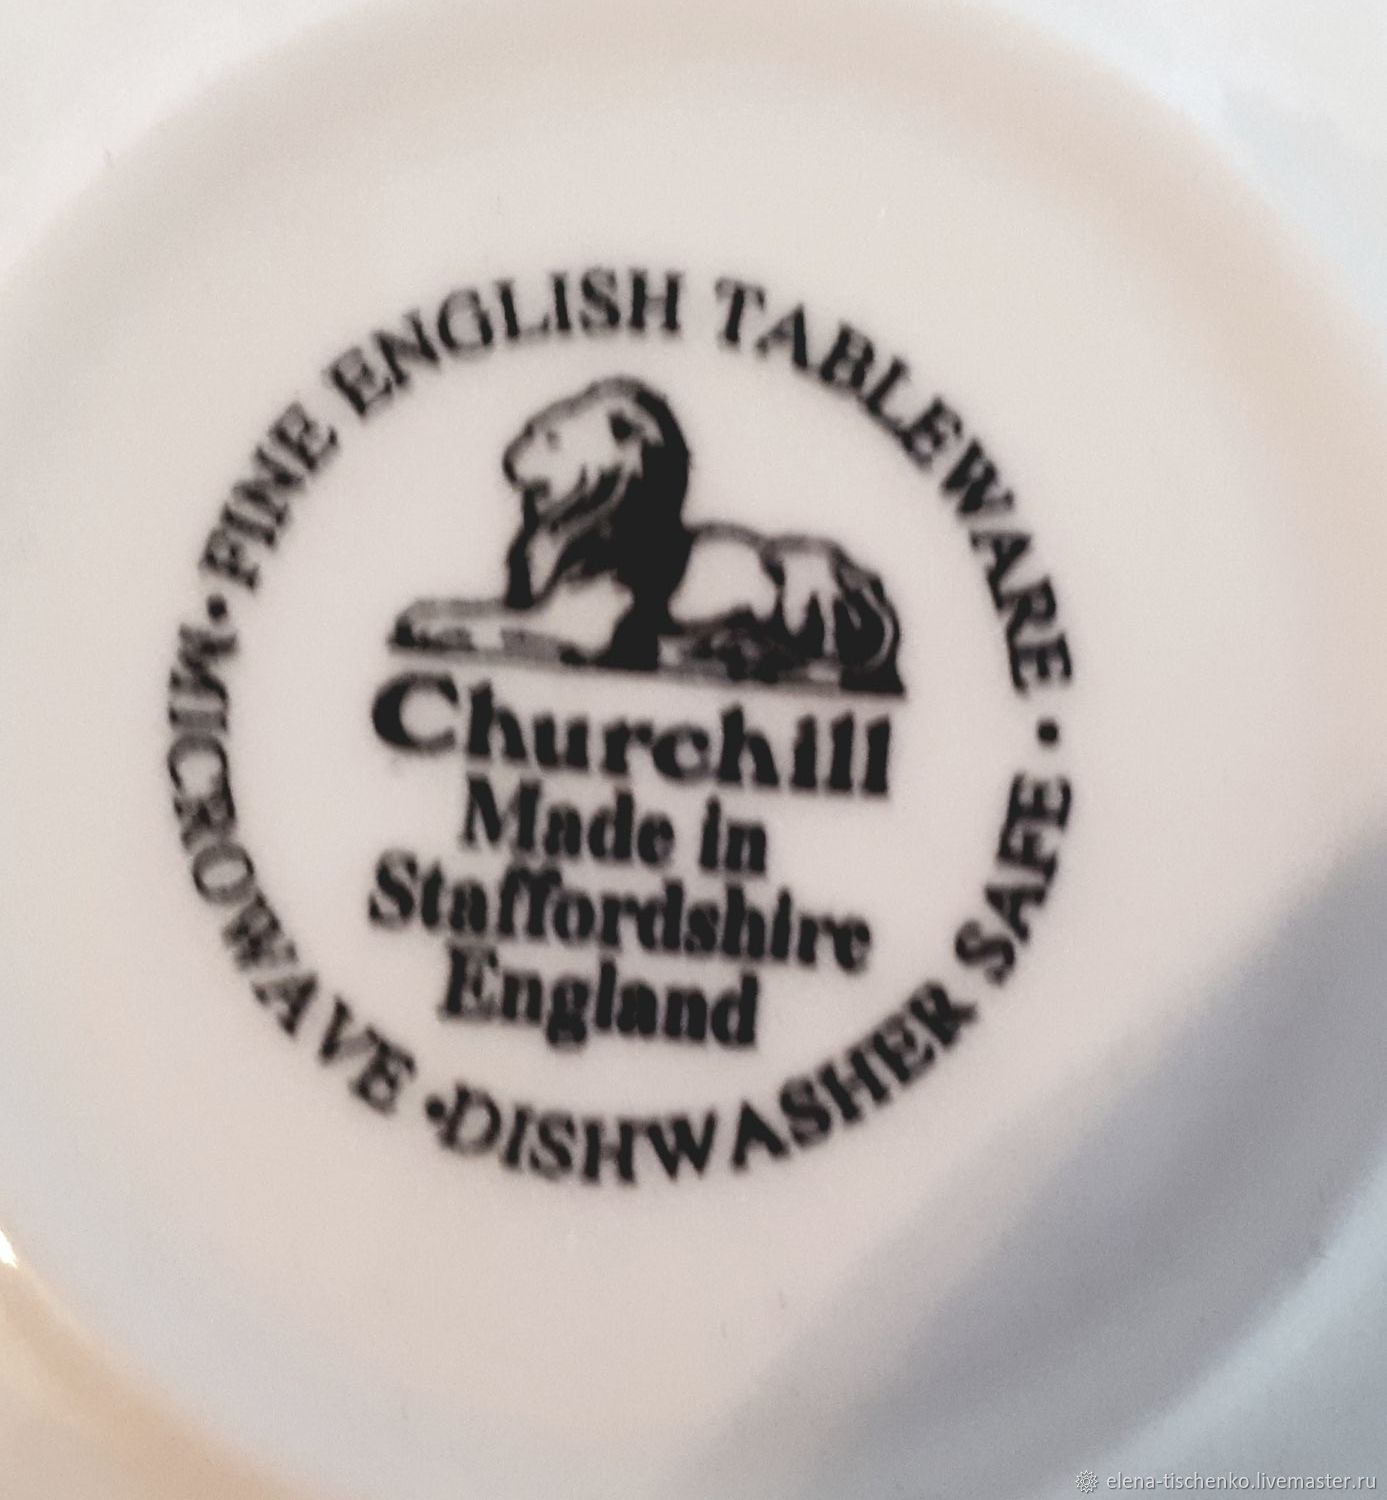 • FINE ENGLISH TABLEWARE •
Churchill
Made in
Staffordshire
England
MICROWAVE • DISHWASHER SAFE
elena-tischenko.livemaster.ru